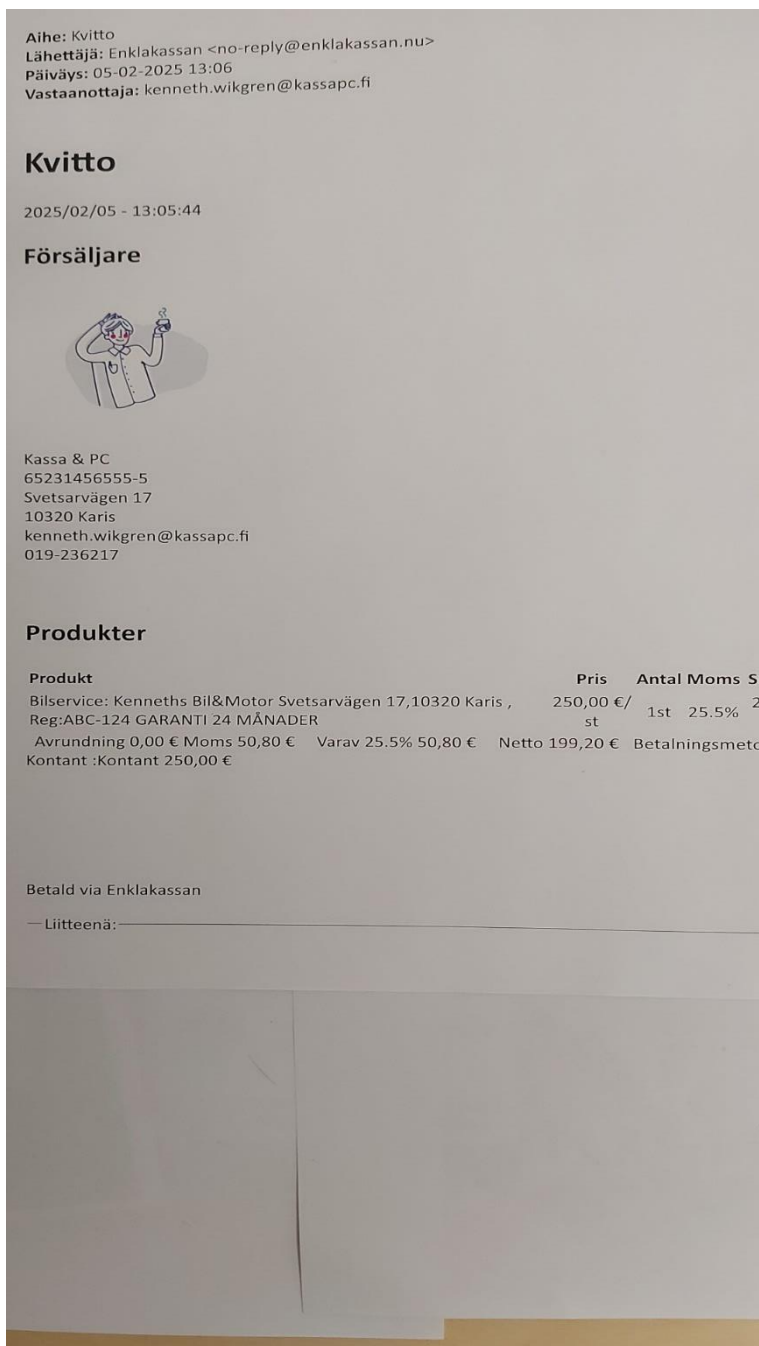 Aihe: Kvitto
Lähettäjä: Enklakassan <no-reply@enklakassan.nu>
Päiväys: 05-02-2025 13:06
Vastaanottaja: kenneth.wikgren@kassapc.fi
Kvitto
2025/02/05 - 13:05:44
Försäljare
Kassa & PC
65231456555-5
Svetsarvägen 17
10320 Karis
kenneth.wikgren@kassapc.fi
019-236217
Produkter
Produkt Pris Antal Moms S
Bilservice: Kenneths Bil&Motor Svetsarvägen 17,10320 Karis , 250,00 €/ 2
Reg:ABC-124 GARANTI 24 MÅNADER st 1st 25.5%
Avrundning 0,00 € Moms 50,80 € Varav 25.5% 50,80 € Netto 199,20 € Betalningsmeto
Kontant :Kontant 250,00 €
Betald via Enklakassan
Liitteenä: